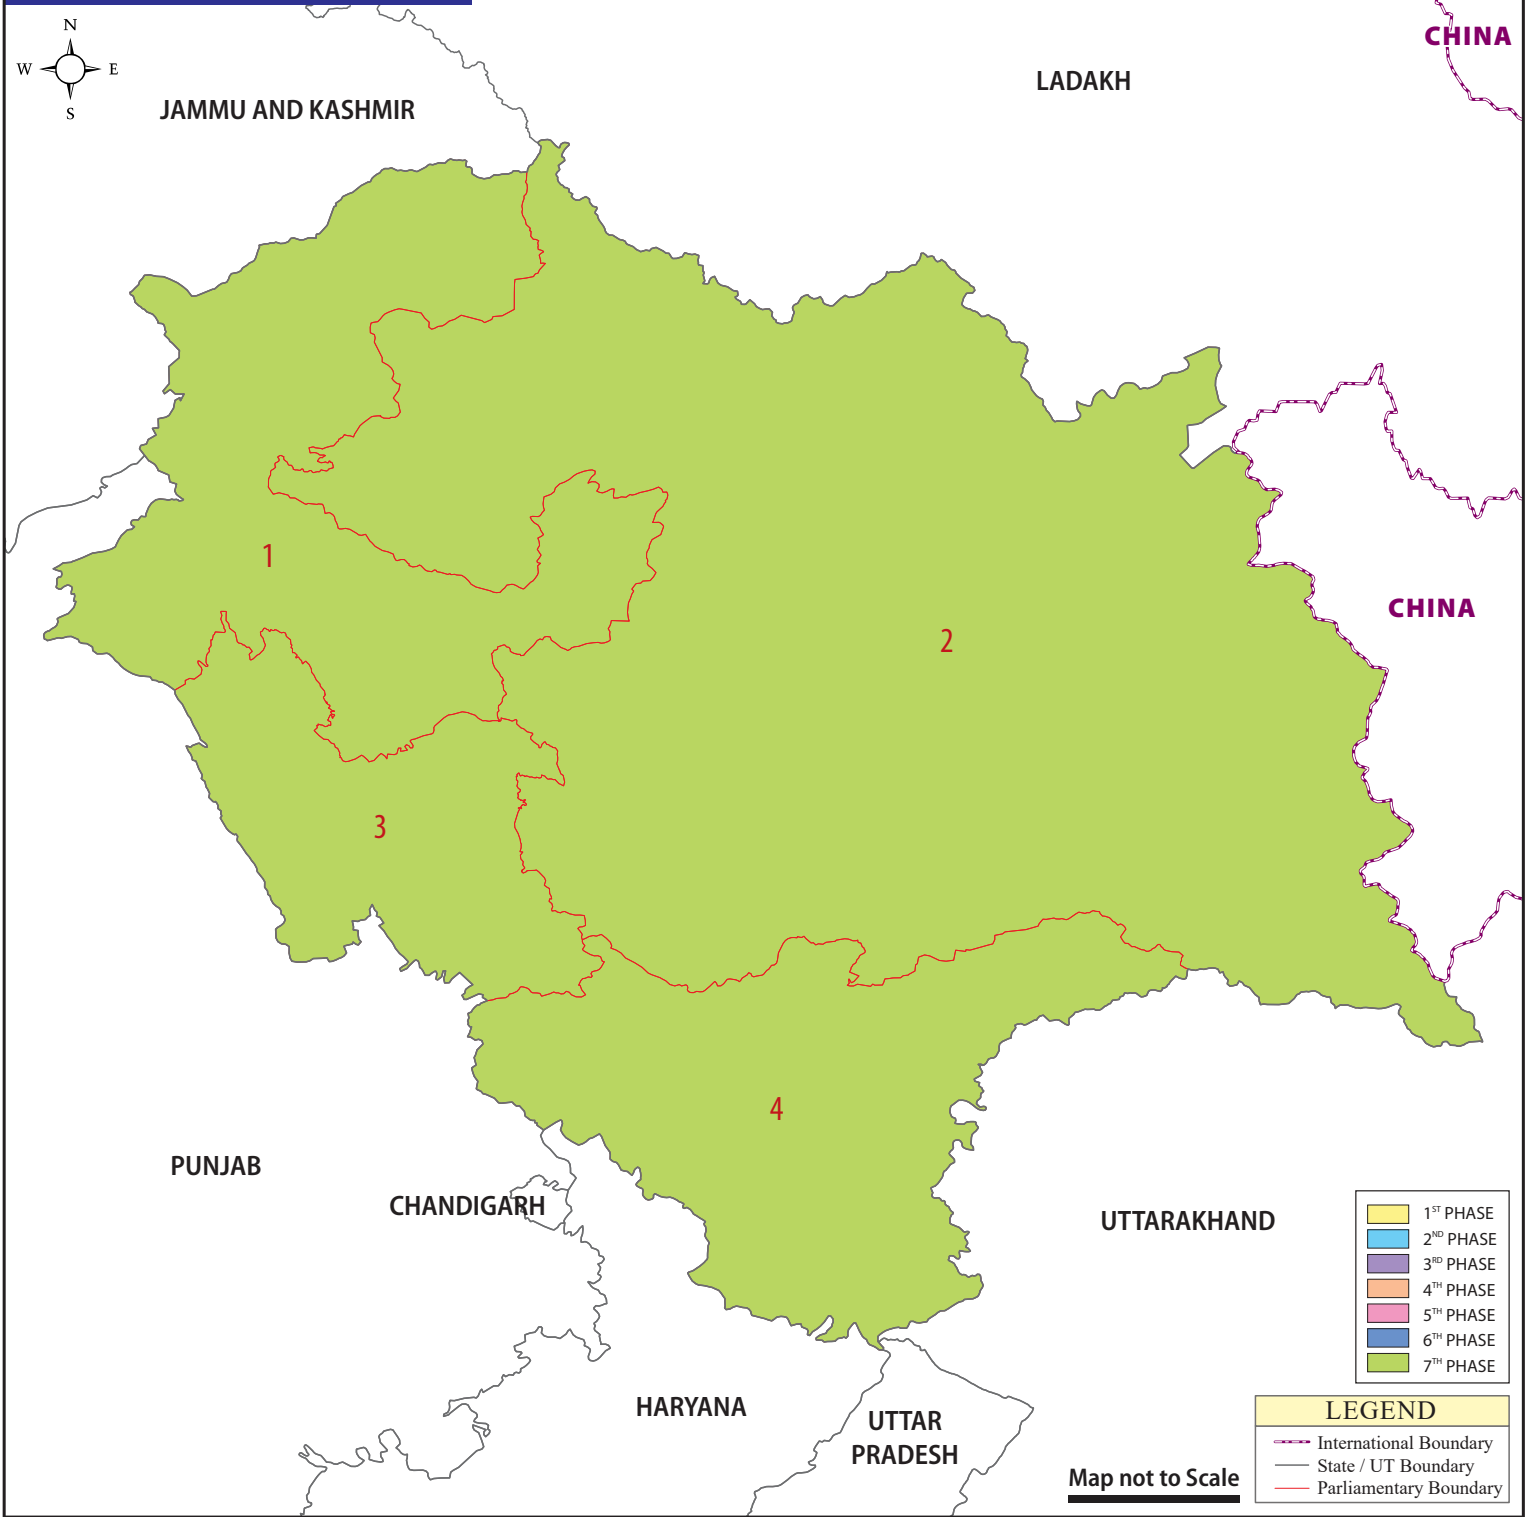 N
W E
S
CHINA
LADAKH
JAMMU AND KASHMIR
1
CHINA
2
3
4
PUNJAB
CHANDIGARH
UTTARAKHAND
1ST PHASE
2ND PHASE
3RD PHASE
4TH PHASE
5TH PHASE
6TH PHASE
7TH PHASE
HARYANA
UTTAR
PRADESH
LEGEND
International Boundary
State / UT Boundary
Parliamentary Boundary
Map not to Scale